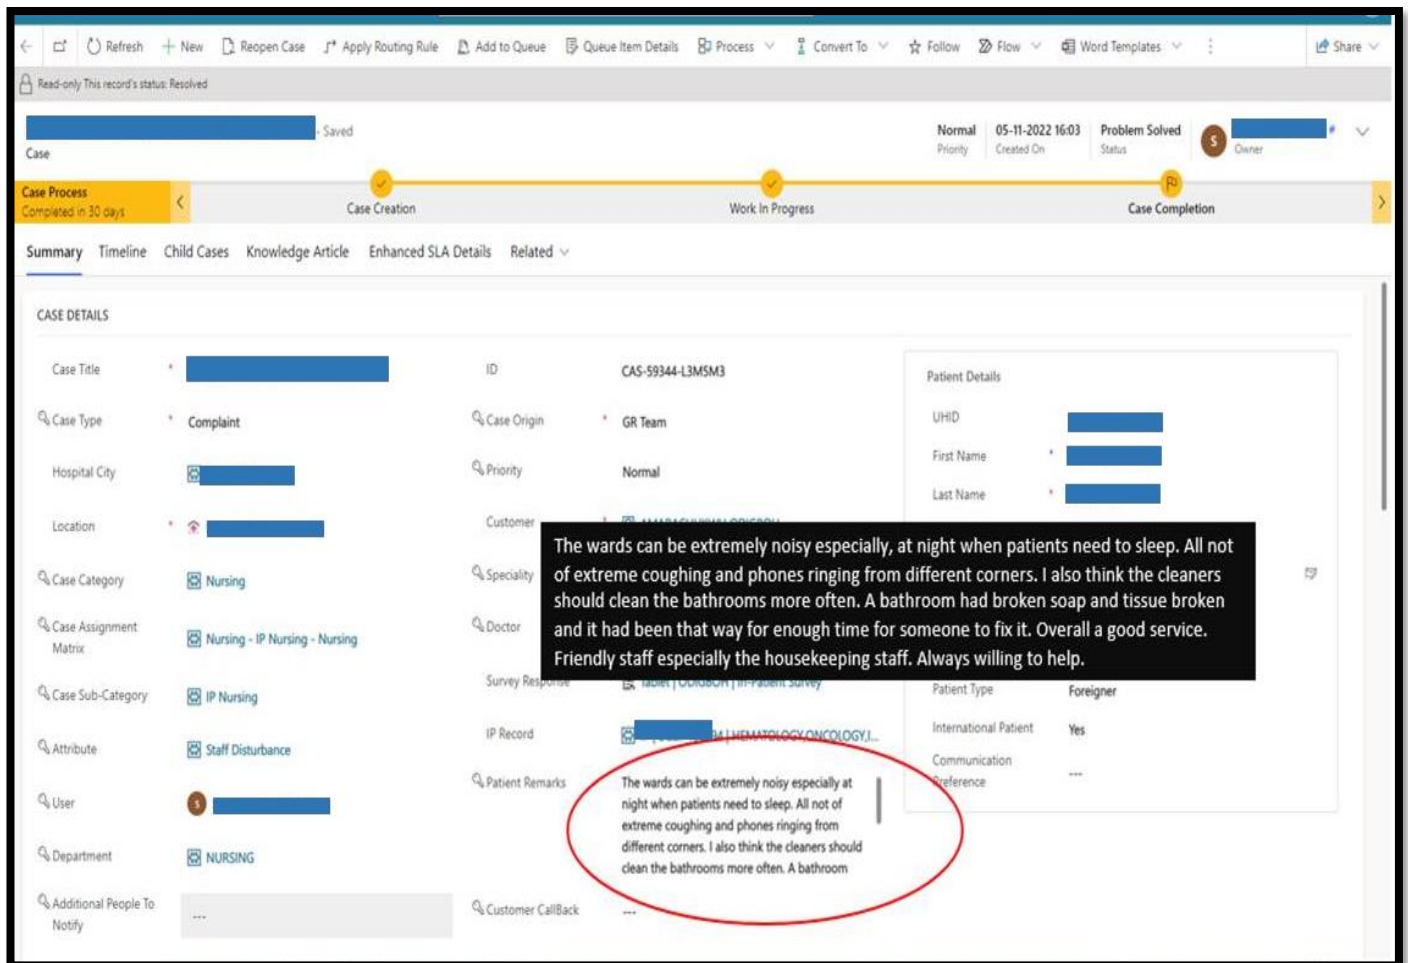 Refresh New Reopen Case Apply Routing Rule Add to Queue Queue Item Details Process Convert To Follow Flow Word Templates Share
Read-only This record's status: Resolved
- Saved
Case
Normal 05-11-2022 16:03 Problem Solved
Priority Created On Status S Owner
Case Process
Completed in 30 days
Case Creation Work In Progress Case Completion
Summary Timeline Child Cases Knowledge Article Enhanced SLA Details Related
CASE DETAILS
Case Title *
ID CAS-59344-L3M5M3
Case Type * Complaint
Case Origin * GR Team
Hospital City
Priority Normal
Location *
Customer *
Case Category Nursing
Speciality
Case Assignment
Matrix
Nursing - IP Nursing - Nursing
Doctor
Case Sub-Category IP Nursing
Survey Response Tablet | ODIGBOH | In-Patient Survey
Attribute Staff Disturbance
IP Record | HEMATOLOGY,ONCOLOGY,I...
User S
Patient Remarks
The wards can be extremely noisy especially at
night when patients need to sleep. All not of
extreme coughing and phones ringing from
different corners. I also think the cleaners should
clean the bathrooms more often. A bathroom
Department NURSING
Additional People To
Notify
---
Customer CallBack ---
Patient Details
UHID
First Name *
Last Name *
The wards can be extremely noisy especially, at night when patients need to sleep. All not
of extreme coughing and phones ringing from different corners. I also think the cleaners
should clean the bathrooms more often. A bathroom had broken soap and tissue broken
and it had been that way for enough time for someone to fix it. Overall a good service.
Friendly staff especially the housekeeping staff. Always willing to help.
Patient Type Foreigner
International Patient Yes
Communication
Preference
---